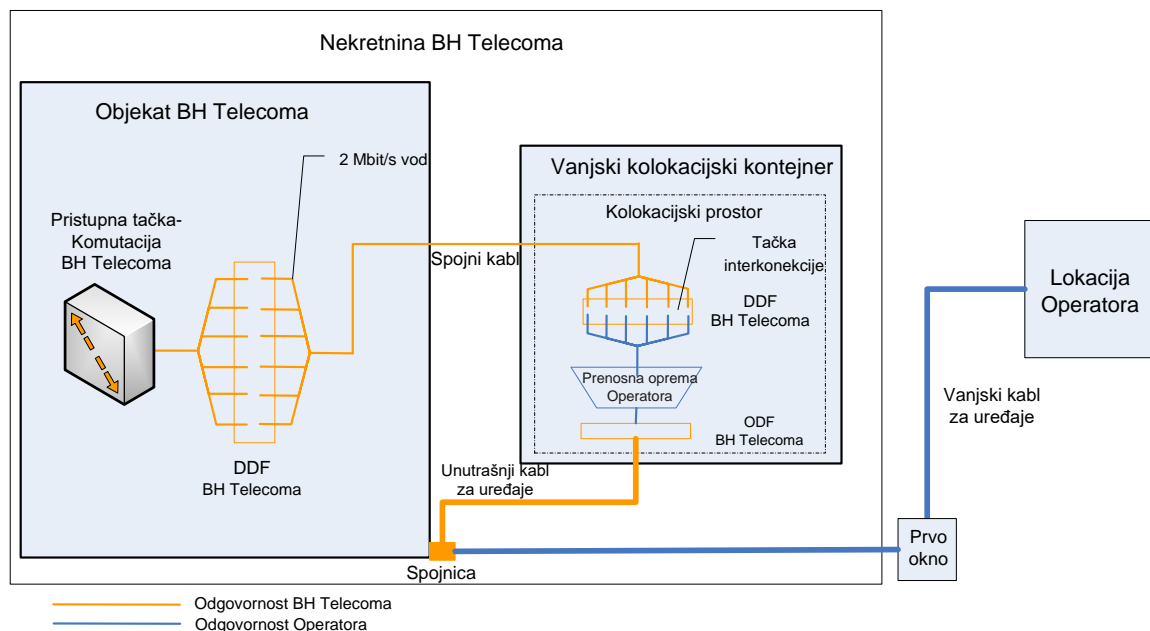 Nekretnina BH Telecoma
Objekat BH Telecoma
2 Mbit/s vod
Pristupna tačka-
Komutacija
BH Telecoma
DDF
BH Telecoma
Spojni kabl
Vanjski kolokacijski kontejner
Kolokacijski prostor
Tačka
interkonekcije
DDF
BH Telecoma
Prenosna oprema
Operatora
ODF
BH Telecoma
Unutrašnji kabl
za uređaje
Spojnica
Lokacija
Operatora
Vanjski kabl
za uređaje
Prvo
okno
Odgovornost BH Telecoma
Odgovornost Operatora